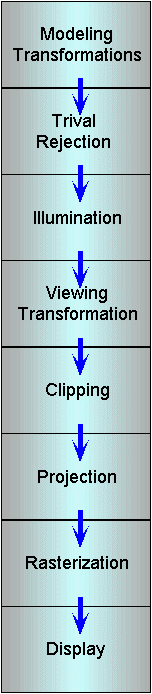 Modeling
Transformations
Trival
Rejection
Illumination
Viewing
Transformation
Clipping
Projection
Rasterization
Display